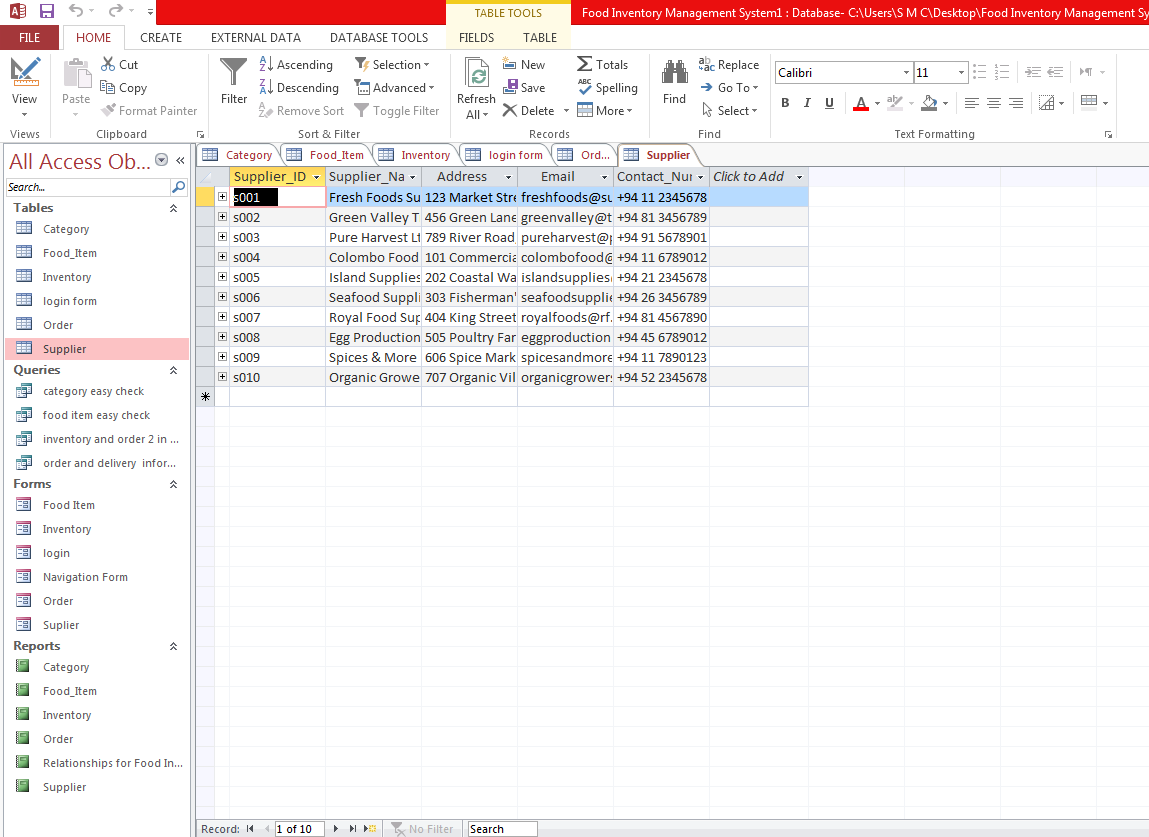 Food Inventory Management System1 : Database- C:\Users\S M C\Desktop\Food Inventory Management Sy
TABLE TOOLS
FILE HOME CREATE EXTERNAL DATA DATABASE TOOLS FIELDS TABLE
View
Views
Paste
Cut
Copy
Format Painter
Clipboard
Filter
Ascending
Descending
Remove Sort
Selection
Advanced
Toggle Filter
Sort & Filter
Refresh
All
New
Save
Delete
Totals
Spelling
More
Records
Find
Replace
Go To
Select
Find
Calibri 11
B I U A
Text Formatting
All Access Ob...
Search...
Tables
Category
Food_Item
Inventory
login form
Order
Supplier
Queries
category easy check
food item easy check
inventory and order 2 in ...
order and delivery infor...
Forms
Food Item
Inventory
login
Navigation Form
Order
Suplier
Reports
Category
Food_Item
Inventory
Order
Relationships for Food In...
Supplier
Category Food_Item Inventory login form Ord... Supplier
Supplier_ID Supplier_Na Address Email Contact_Nur Click to Add
s001 Fresh Foods Su 123 Market Stre freshfoods@su +94 11 2345678
s002 Green Valley T 456 Green Lane greenvalley@t +94 81 3456789
s003 Pure Harvest Lt 789 River Road, pureharvest@p +94 91 5678901
s004 Colombo Food 101 Commercia colombofood@ +94 11 6789012
s005 Island Supplies 202 Coastal Wa islandsupplies +94 21 2345678
s006 Seafood Suppli 303 Fisherman' seafoodsupplie +94 26 3456789
s007 Royal Food Sup 404 King Street royalfoods@rf. +94 81 4567890
s008 Egg Production 505 Poultry Far eggproduction +94 45 6789012
s009 Spices & More 606 Spice Mark spicesandmore +94 11 7890123
s010 Organic Growe 707 Organic Vil organicgrowers +94 52 2345678
Record: 1 of 10 No Filter Search